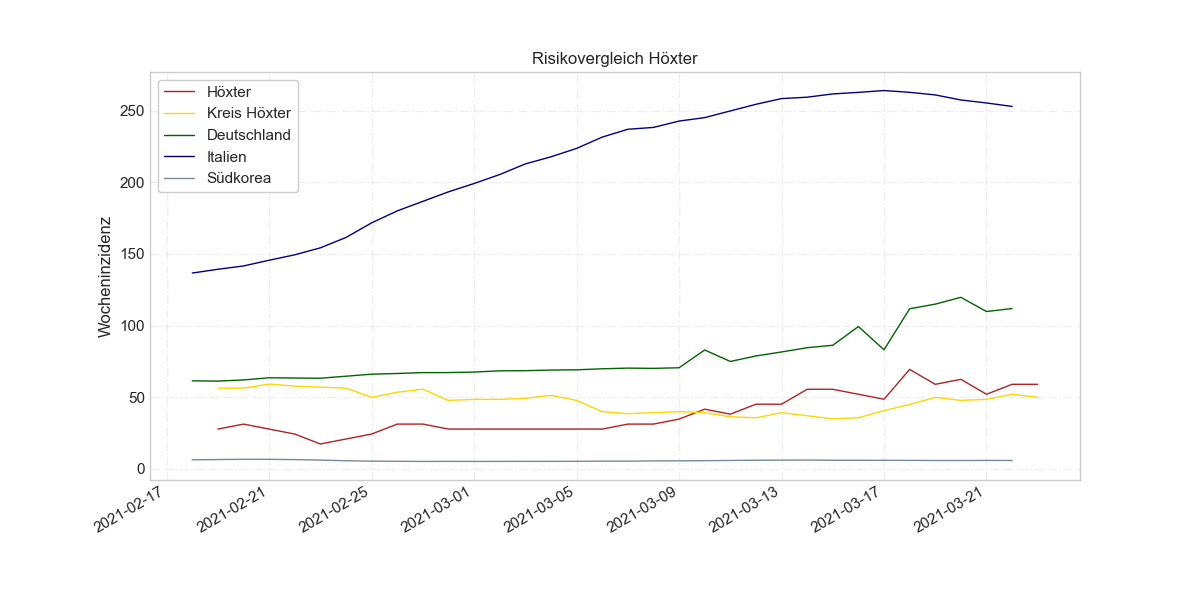 Risikovergleich Höxter
Höxter
Kreis Höxter
Deutschland
Italien
Südkorea
Wocheninzidenz
250
200
150
100
50
0
2021-02-17
2021-02-21
2021-02-25
2021-03-01
2021-03-05
2021-03-09
2021-03-13
2021-03-17
2021-03-21